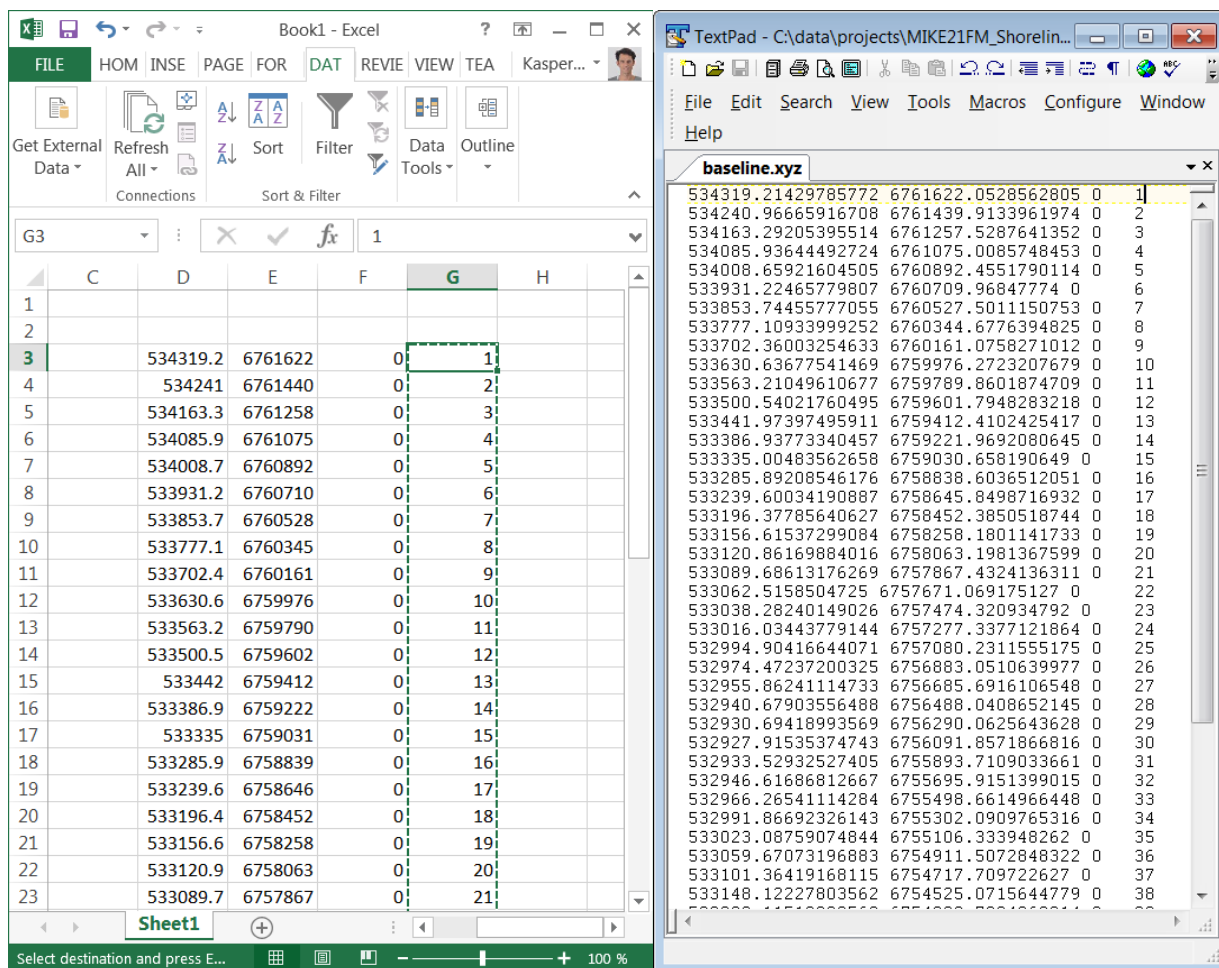 Book1 - Excel
FILE HOM INSE PAGE FOR DAT REVIE VIEW TEA Kasper...
Get External Data
Refresh All
Connections
Sort
Filter
Sort & Filter
Data Tools
Outline
G3 fx 1
C D E F G H
1
2
3 534319.2 6761622 0 1
4 534241 6761440 0 2
5 534163.3 6761258 0 3
6 534085.9 6761075 0 4
7 534008.7 6760892 0 5
8 533931.2 6760710 0 6
9 533853.7 6760528 0 7
10 533777.1 6760345 0 8
11 533702.4 6760161 0 9
12 533630.6 6759976 0 10
13 533563.2 6759790 0 11
14 533500.5 6759602 0 12
15 533442 6759412 0 13
16 533386.9 6759222 0 14
17 533335 6759031 0 15
18 533285.9 6758839 0 16
19 533239.6 6758646 0 17
20 533196.4 6758452 0 18
21 533156.6 6758258 0 19
22 533120.9 6758063 0 20
23 533089.7 6757867 0 21
Sheet1
Select destination and press E... 100 %
TextPad - C:\data\projects\MIKE21FM_Shorelin...
File Edit Search View Tools Macros Configure Window
Help
baseline.xyz
534319.21429785772 6761622.0528562805 0 1
534240.96665916708 6761439.9133961974 0 2
534163.29205395514 6761257.5287641352 0 3
534085.93644492724 6761075.0085748453 0 4
534008.65921604505 6760892.4551790114 0 5
533931.22465779807 6760709.96847774 0 6
533853.74455777055 6760527.5011150753 0 7
533777.10933999252 6760344.6776394825 0 8
533702.36003254633 6760161.0758271012 0 9
533630.63677541469 6759976.2723207679 0 10
533563.21049610677 6759789.8601874709 0 11
533500.54021760495 6759601.7948283218 0 12
533441.97397495911 6759412.4102425417 0 13
533386.93773340457 6759221.9692080645 0 14
533335.00483562658 6759030.658190649 0 15
533285.89208546176 6758838.6036512051 0 16
533239.60034190887 6758645.8498716932 0 17
533196.37785640627 6758452.3850518744 0 18
533156.61537299084 6758258.1801141733 0 19
533120.86169884016 6758063.1981367599 0 20
533089.68613176269 6757867.4324136311 0 21
533062.5158504725 6757671.069175127 0 22
533038.28240149026 6757474.320934792 0 23
533016.03443779144 6757277.3377121864 0 24
532994.90416644071 6757080.2311555175 0 25
532974.47237200325 6756883.0510639977 0 26
532955.86241114733 6756685.6916106548 0 27
532940.67903556488 6756488.0408652145 0 28
532930.69418993569 6756290.0625643628 0 29
532927.91535374743 6756091.8571866816 0 30
532933.52932527405 6755893.7109033661 0 31
532946.61686812667 6755695.9151399015 0 32
532966.26541114284 6755498.6614966448 0 33
532991.86692326143 6755302.0909765316 0 34
533023.08759074844 6755106.333948262 0 35
533059.67073196883 6754911.5072848322 0 36
533101.36419168115 6754717.709722627 0 37
533148.12227803562 6754525.0715644779 0 38